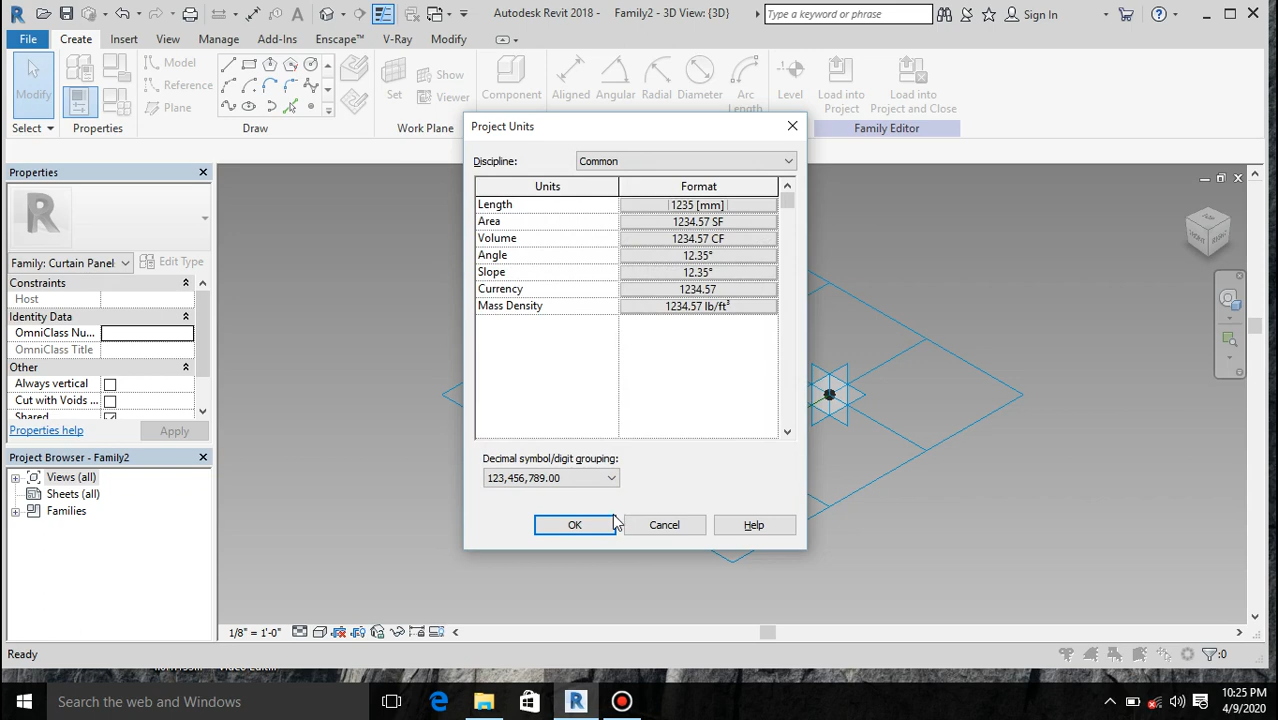 Autodesk Revit 2018 - Family2 - 3D View: {3D}
Type a keyword or phrase
Sign In
File
Create
Insert
View
Manage
Add-Ins
Enscape™
V-Ray
Modify
Modify
Select
Properties
Model
Reference
Plane
Draw
Set
Show
Viewer
Work Plane
Component
Aligned
Angular
Radial
Diameter
Arc
Length
Level
Load into
Project
Load into
Project and Close
Family Editor
Properties
Family: Curtain Panel
Edit Type
Constraints
Host
Identity Data
OmniClass Nu...
OmniClass Title
Other
Always vertical
Cut with Voids ...
Shared
Properties help
Apply
Project Browser - Family2
Views (all)
Sheets (all)
Families
Project Units
Discipline:
Common
Units Format
Length 1235 [mm]
Area 1234.57 SF
Volume 1234.57 CF
Angle 12.35°
Slope 12.35°
Currency 1234.57
Mass Density 1234.57 lb/ft³
Decimal symbol/digit grouping:
123,456,789.00
OK
Cancel
Help
FRONT
1/8" = 1'-0"
Ready
:0
Search the web and Windows
10:25 PM
4/9/2020